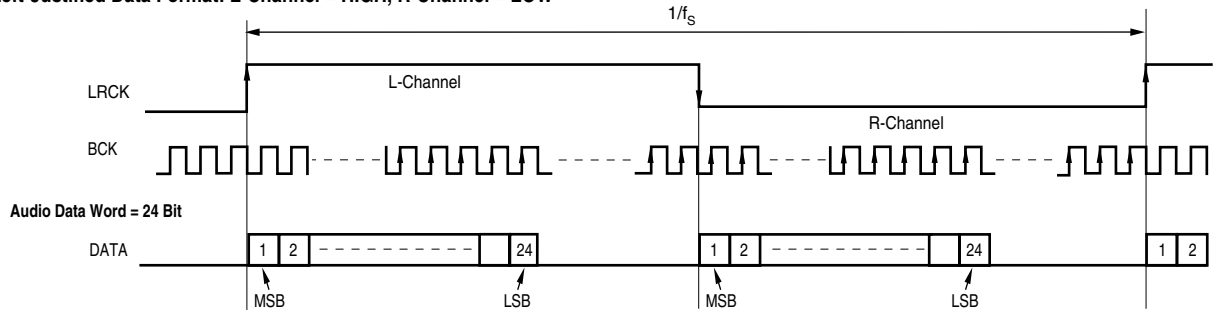 1/fS
LRCK
L-Channel
R-Channel
BCK
Audio Data Word = 24 Bit
DATA
1 2 24 1 2 24 1 2
MSB LSB MSB LSB